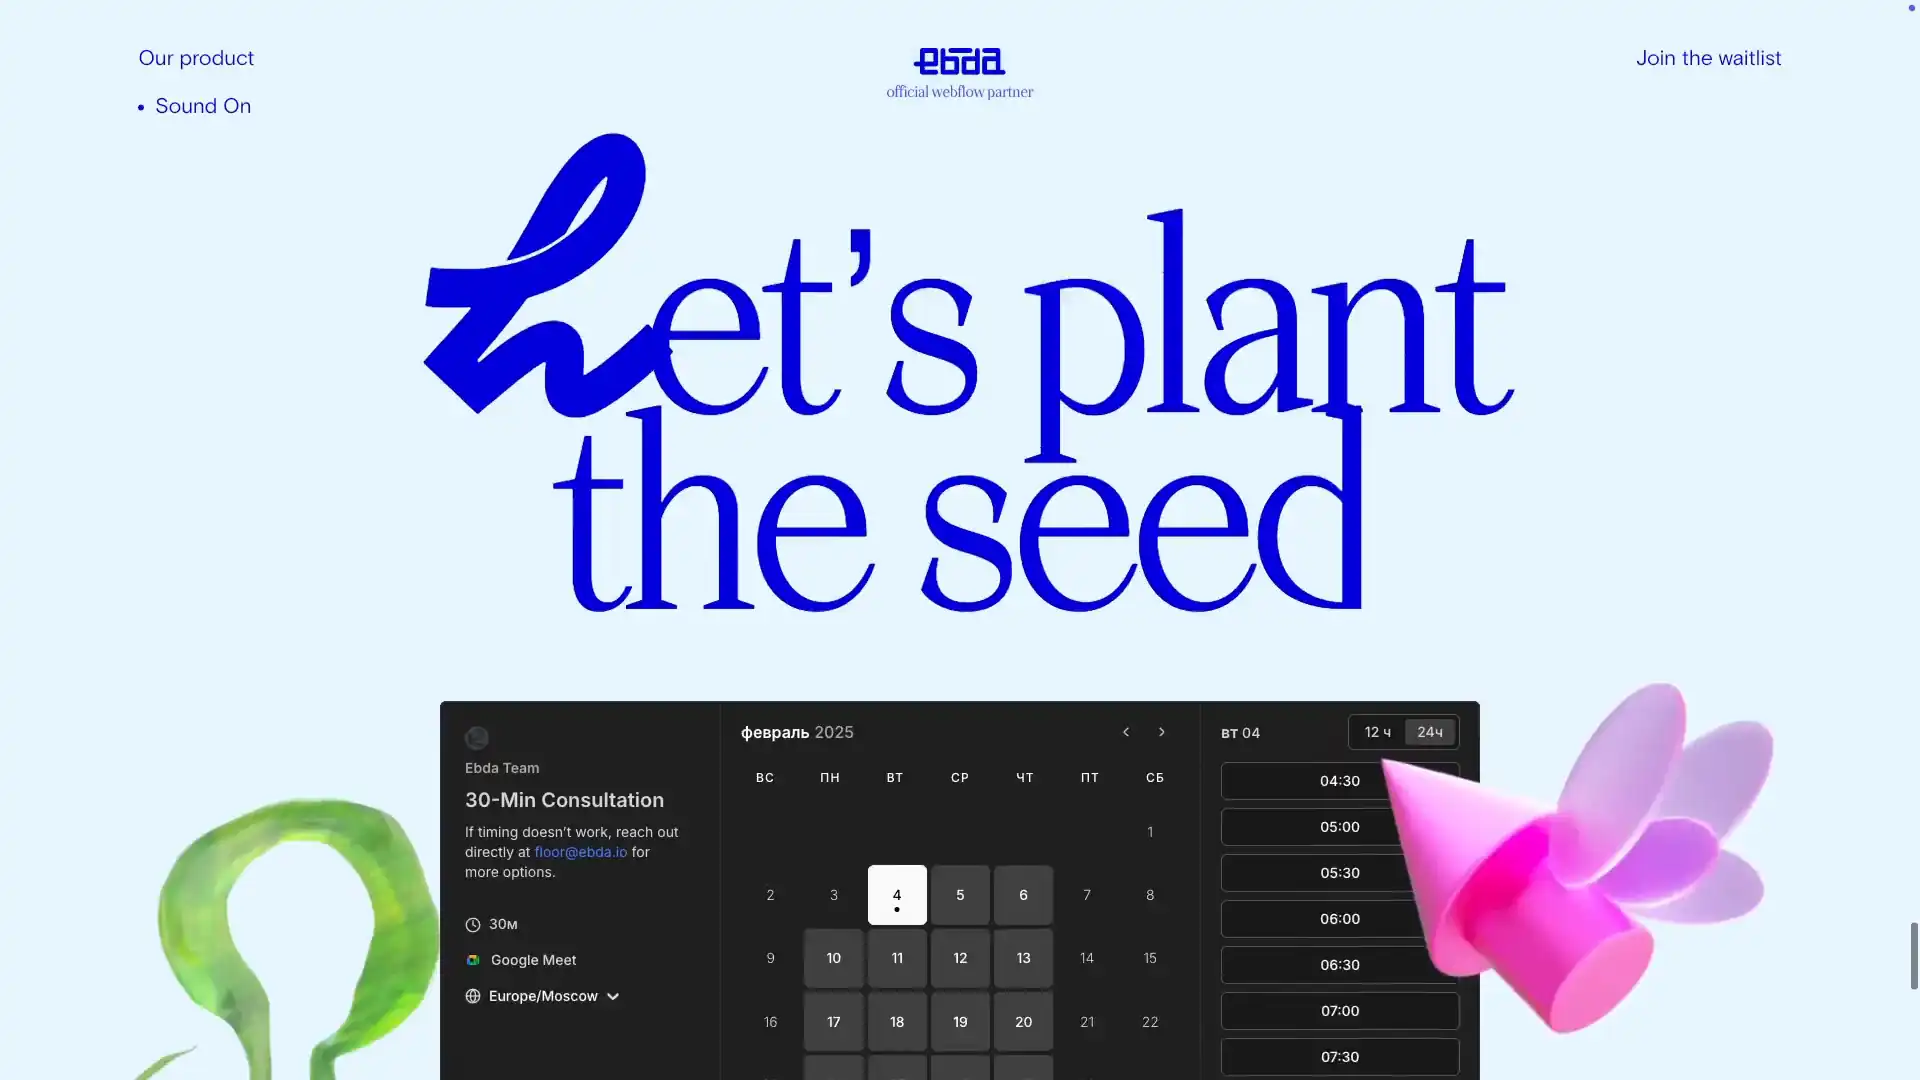 Our product
Sound On
ebda
official webflow partner
Join the waitlist
Let's plant
the seed
Ebda Team
30-Min Consultation
If timing doesn't work, reach out
directly at floor@ebda.io for
more options.
30м
Google Meet
Europe/Moscow
февраль 2025
ВС ПН ВТ СР ЧТ ПТ СБ
1
2 3 4 5 6 7 8
9 10 11 12 13 14 15
16 17 18 19 20 21 22
вт 04
12 ч 24ч
04:30
05:00
05:30
06:00
06:30
07:00
07:30